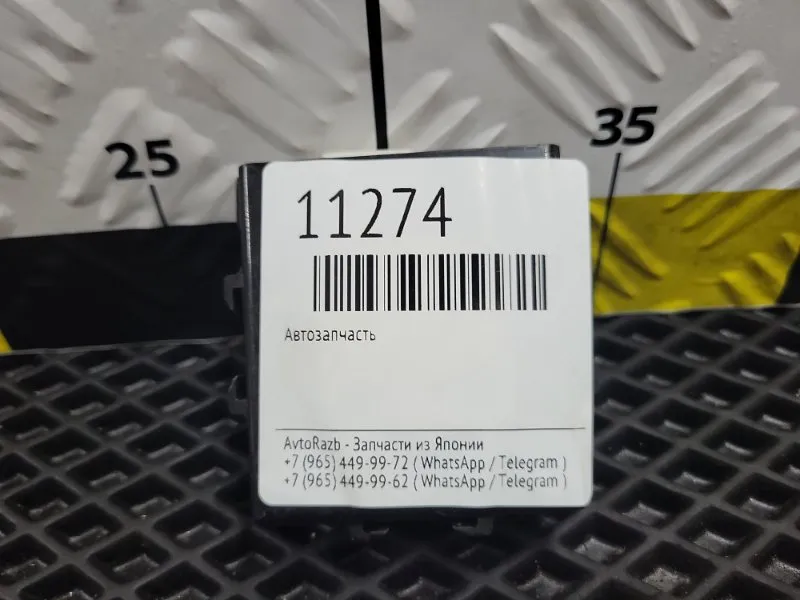 25
35
11274
Автозапчасть
AvtoRazb - Запчасти из Японии
+7 (965) 449-99-72 ( WhatsApp / Telegram )
+7 (965) 449-99-62 ( WhatsApp / Telegram )